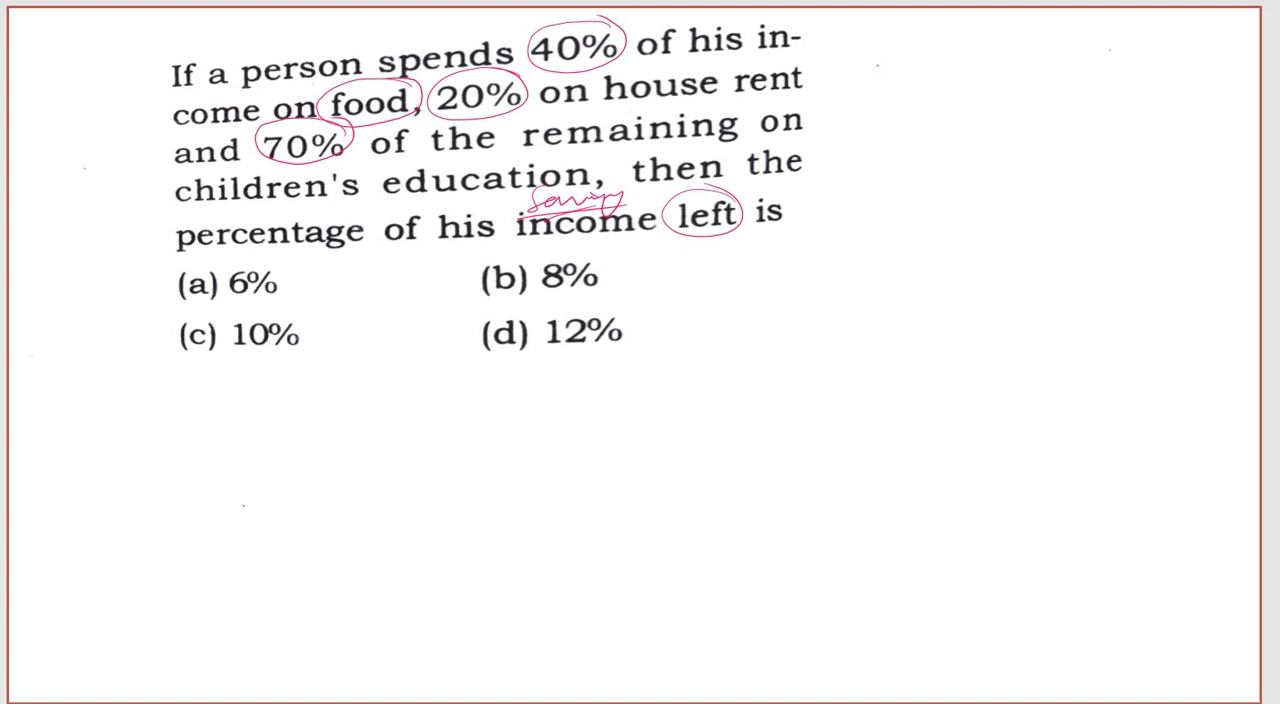 If a person spends 40% of his in-
come on food, 20% on house rent
and 70% of the remaining on
children's education, then the
saving
percentage of his income left is
(a) 6% (b) 8%
(c) 10% (d) 12%